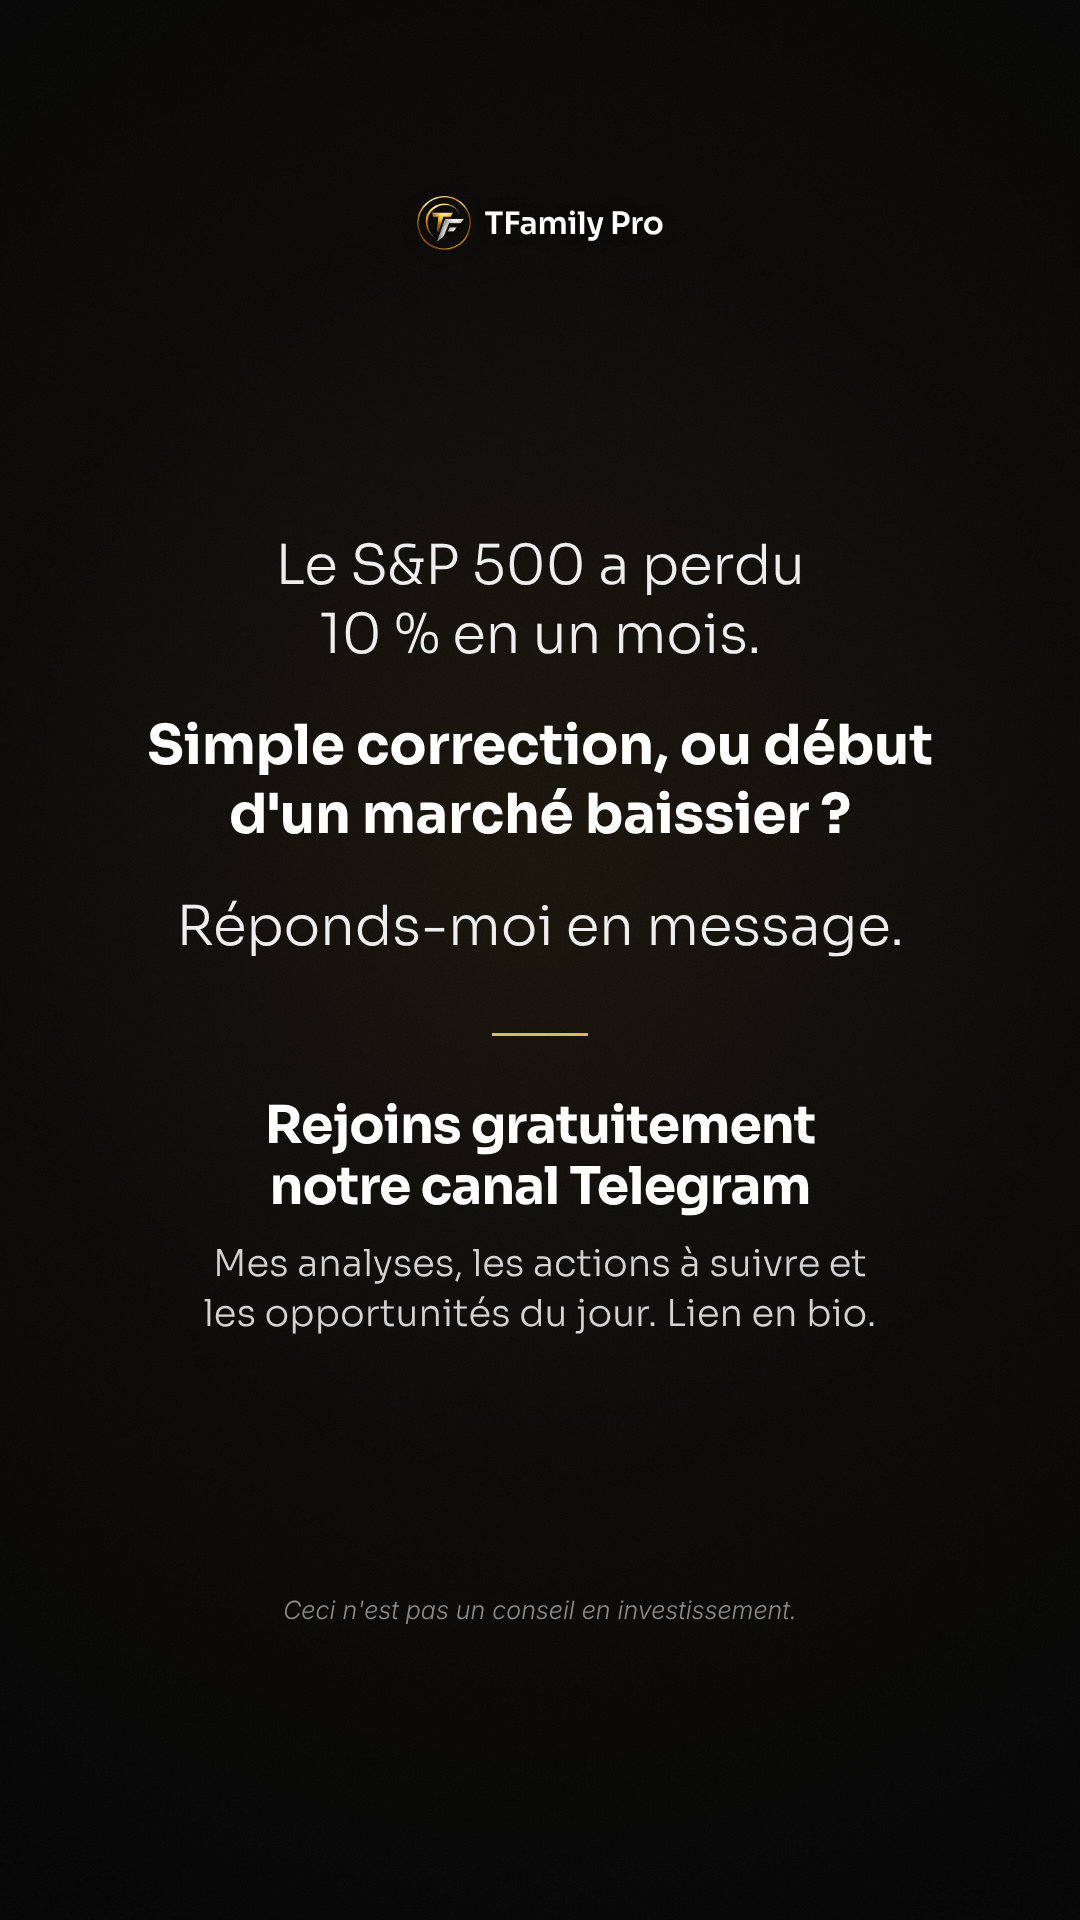 TF TFamily Pro
Le S&P 500 a perdu
10 % en un mois.
Simple correction, ou début
d'un marché baissier ?
Réponds-moi en message.
Rejoins gratuitement
notre canal Telegram
Mes analyses, les actions à suivre et
les opportunités du jour. Lien en bio.
Ceci n'est pas un conseil en investissement.